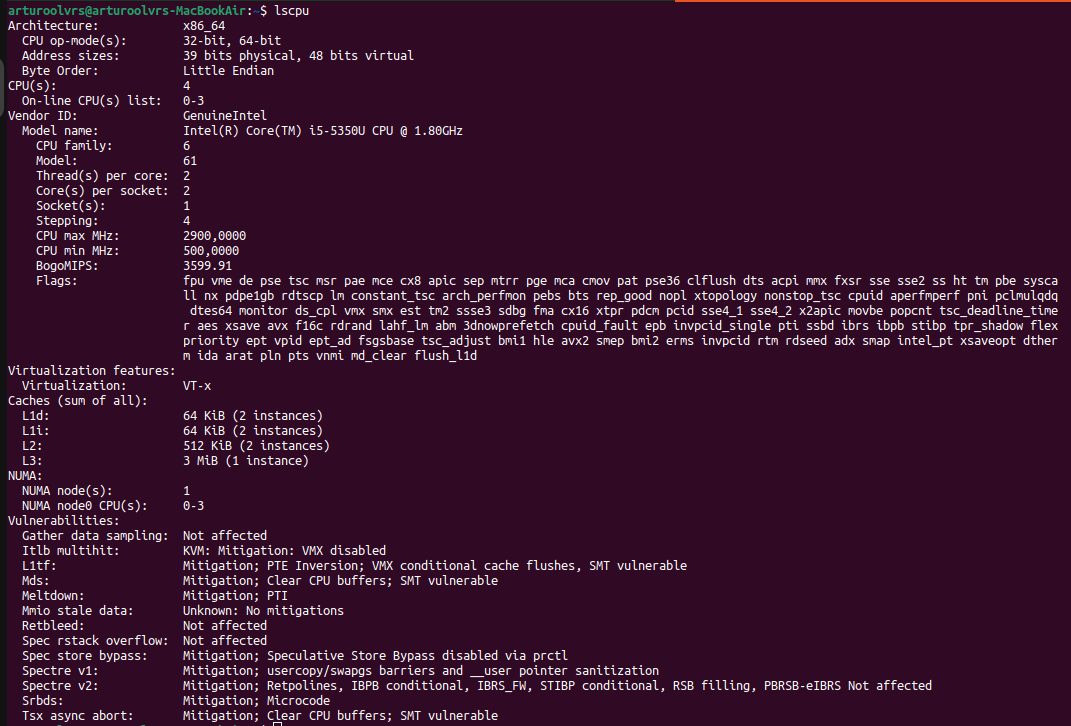 arturoolvrs@arturoolvrs-MacBookAir:~$ lscpu
Architecture:            x86_64
  CPU op-mode(s):        32-bit, 64-bit
  Address sizes:         39 bits physical, 48 bits virtual
  Byte Order:            Little Endian
CPU(s):                  4
  On-line CPU(s) list:   0-3
Vendor ID:               GenuineIntel
  Model name:            Intel(R) Core(TM) i5-5350U CPU @ 1.80GHz
    CPU family:          6
    Model:               61
    Thread(s) per core:  2
    Core(s) per socket:  2
    Socket(s):           1
    Stepping:            4
    CPU max MHz:         2900,0000
    CPU min MHz:         500,0000
    BogoMIPS:            3599.91
    Flags:               fpu vme de pse tsc msr pae mce cx8 apic sep mtrr pge mca cmov pat pse36 clflush dts acpi mmx fxsr sse sse2 ss ht tm pbe sysca
                         ll nx pdpe1gb rdtscp lm constant_tsc arch_perfmon pebs bts rep_good nopl xtopology nonstop_tsc cpuid aperfmperf pni pclmulqdq
                          dtes64 monitor ds_cpl vmx smx est tm2 ssse3 sdbg fma cx16 xtpr pdcm pcid sse4_1 sse4_2 x2apic movbe popcnt tsc_deadline_time
                         r aes xsave avx f16c rdrand lahf_lm abm 3dnowprefetch cpuid_fault epb invpcid_single pti ssbd ibrs ibpb stibp tpr_shadow flex
                         priority ept vpid ept_ad fsgsbase tsc_adjust bmi1 hle avx2 smep bmi2 erms invpcid rtm rdseed adx smap intel_pt xsaveopt dther
                         m ida arat pln pts vnmi md_clear flush_l1d
Virtualization features:
  Virtualization:        VT-x
Caches (sum of all):
  L1d:                   64 KiB (2 instances)
  L1i:                   64 KiB (2 instances)
  L2:                    512 KiB (2 instances)
  L3:                    3 MiB (1 instance)
NUMA:
  NUMA node(s):          1
  NUMA node0 CPU(s):     0-3
Vulnerabilities:
  Gather data sampling:  Not affected
  Itlb multihit:         KVM: Mitigation: VMX disabled
  L1tf:                  Mitigation; PTE Inversion; VMX conditional cache flushes, SMT vulnerable
  Mds:                   Mitigation; Clear CPU buffers; SMT vulnerable
  Meltdown:              Mitigation; PTI
  Mmio stale data:       Unknown: No mitigations
  Retbleed:              Not affected
  Spec rstack overflow:  Not affected
  Spec store bypass:     Mitigation; Speculative Store Bypass disabled via prctl
  Spectre v1:            Mitigation; usercopy/swapgs barriers and __user pointer sanitization
  Spectre v2:            Mitigation; Retpolines, IBPB conditional, IBRS_FW, STIBP conditional, RSB filling, PBRSB-eIBRS Not affected
  Srbds:                 Mitigation; Microcode
  Tsx async abort:       Mitigation; Clear CPU buffers; SMT vulnerable